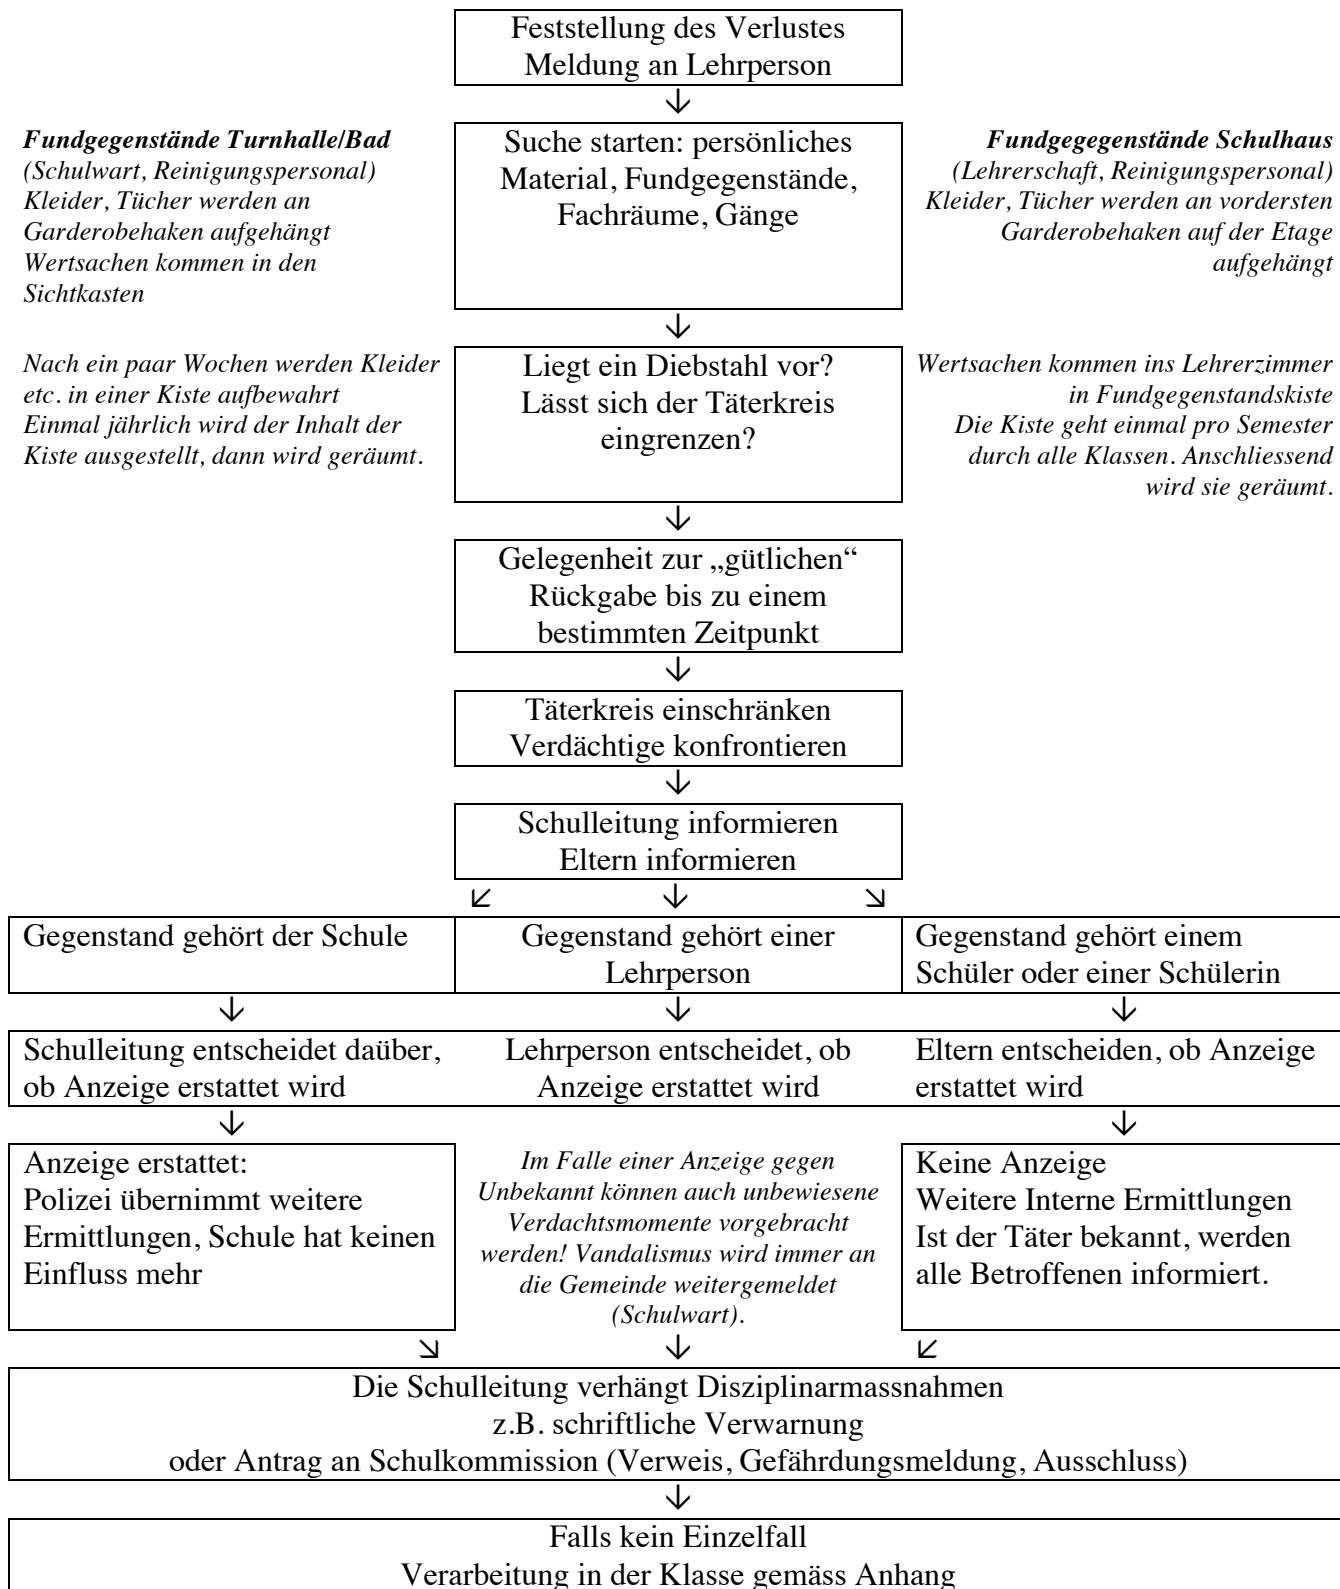 Feststellung des Verlustes
Meldung an Lehrperson
Fundgegenstände Turnhalle/Bad
(Schulwart, Reinigungspersonal)
Kleider, Tücher werden an
Garderobehaken aufgehängt
Wertsachen kommen in den
Sichtkasten
Suche starten: persönliches
Material, Fundgegenstände,
Fachräume, Gänge
Fundgegegenstände Schulhaus
(Lehrerschaft, Reinigungspersonal)
Kleider, Tücher werden an vordersten
Garderobehaken auf der Etage
aufgehängt
Nach ein paar Wochen werden Kleider
etc. in einer Kiste aufbewahrt
Einmal jährlich wird der Inhalt der
Kiste ausgestellt, dann wird geräumt.
Liegt ein Diebstahl vor?
Lässt sich der Täterkreis
eingrenzen?
Wertsachen kommen ins Lehrerzimmer
in Fundgegenstandskiste
Die Kiste geht einmal pro Semester
durch alle Klassen. Anschliessend
wird sie geräumt.
Gelegenheit zur „gütlichen“
Rückgabe bis zu einem
bestimmten Zeitpunkt
Täterkreis einschränken
Verdächtige konfrontieren
Schulleitung informieren
Eltern informieren
Gegenstand gehört der Schule
Gegenstand gehört einer
Lehrperson
Gegenstand gehört einem
Schüler oder einer Schülerin
Schulleitung entscheidet daüber,
ob Anzeige erstattet wird
Lehrperson entscheidet, ob
Anzeige erstattet wird
Eltern entscheiden, ob Anzeige
erstattet wird
Anzeige erstattet:
Polizei übernimmt weitere
Ermittlungen, Schule hat keinen
Einfluss mehr
Im Falle einer Anzeige gegen
Unbekannt können auch unbewiesene
Verdachtsmomente vorgebracht
werden! Vandalismus wird immer an
die Gemeinde weitergemeldet
(Schulwart).
Keine Anzeige
Weitere Interne Ermittlungen
Ist der Täter bekannt, werden
alle Betroffenen informiert.
Die Schulleitung verhängt Disziplinarmassnahmen
z.B. schriftliche Verwarnung
oder Antrag an Schulkommission (Verweis, Gefährdungsmeldung, Ausschluss)
Falls kein Einzelfall
Verarbeitung in der Klasse gemäss Anhang